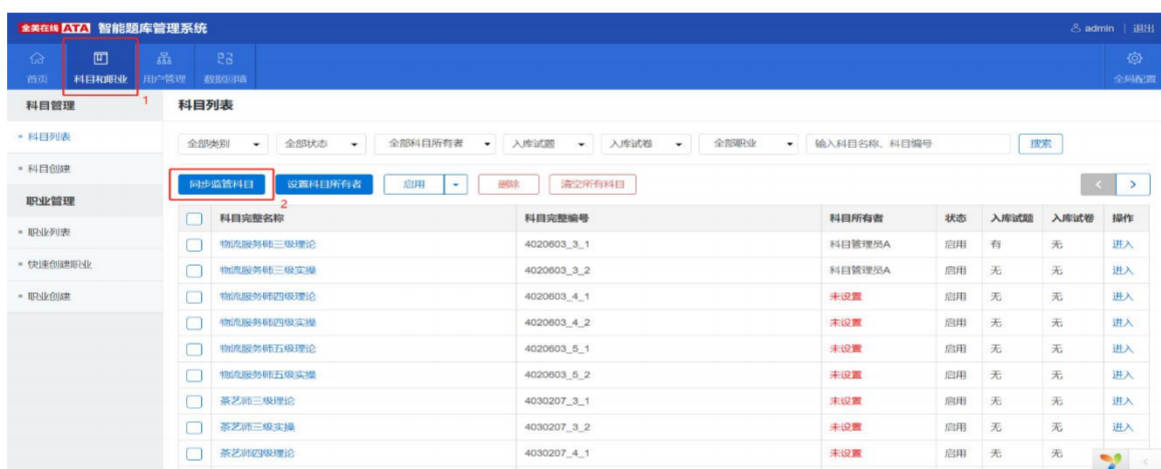 全美在线 ATA 智能题库管理系统 admin | 退出
首页 科目和职业 用户管理 数据回填 全局配置
1
科目管理 科目列表
科目列表 全部类别 全部状态 全部科目所有者 入库试题 入库试卷 全部职业 输入科目名称、科目编号 搜索
科目创建
同步监管科目 设置科目所有者 启用 删除 清空所有科目 < >
2
职业管理
科目完整名称 科目完整编号 科目所有者 状态 入库试题 入库试卷 操作
职业列表
物流服务师三级理论 4020603_3_1 科目管理员A 启用 有 无 进入
快速创建职业
物流服务师三级实操 4020603_3_2 科目管理员A 启用 无 无 进入
职业创建
物流服务师四级理论 4020603_4_1 未设置 启用 无 无 进入
物流服务师四级实操 4020603_4_2 未设置 启用 无 无 进入
物流服务师五级理论 4020603_5_1 未设置 启用 无 无 进入
物流服务师五级实操 4020603_5_2 未设置 启用 无 无 进入
茶艺师三级理论 4030207_3_1 未设置 启用 无 无 进入
茶艺师三级实操 4030207_3_2 未设置 启用 无 无 进入
茶艺师四级理论 4030207_4_1 未设置 启用 无 无